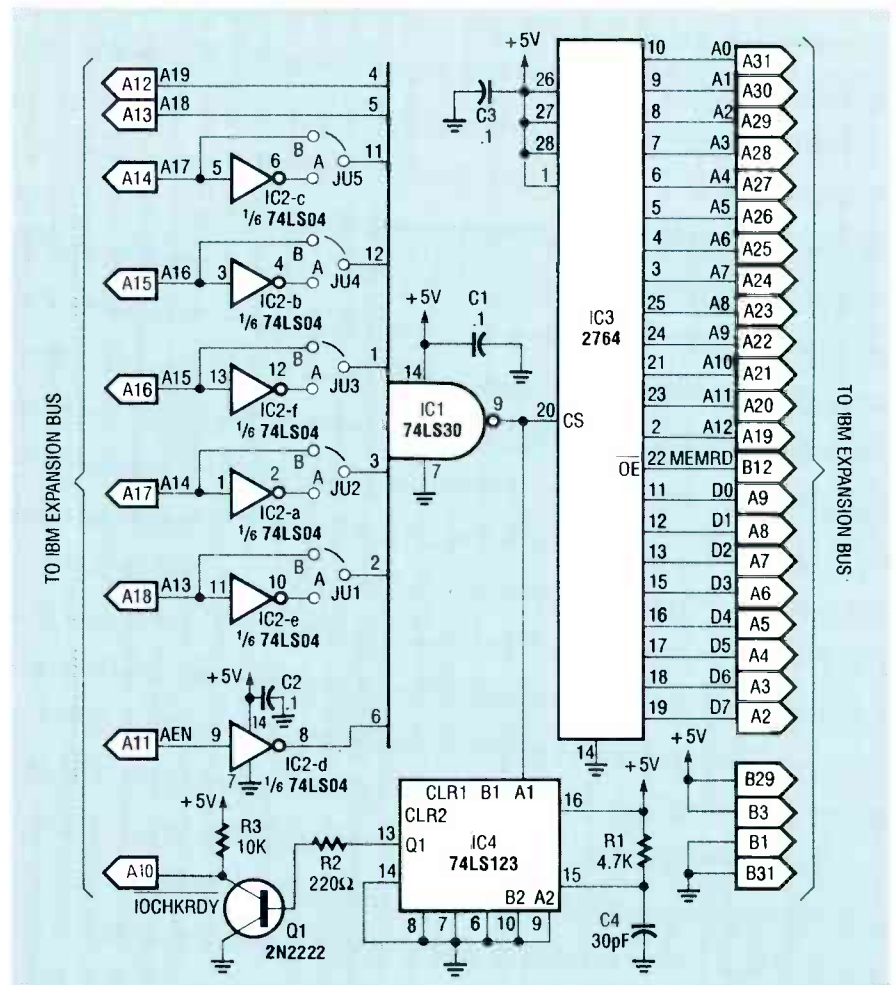 TO IBM EXPANSION BUS
A12 A19 4
A13 A18 5
A14 A17 5 6 B A JU5 11
IC2-c
1/6 74LS04
A15 A16 3 4 B A JU4 12
IC2-b
1/6 74LS04
A16 A15 13 12 B A JU3 1
IC2-f
1/6 74LS04
A17 A14 1 2 B A JU2 3
IC2-a
1/6 74LS04
A18 A13 11 10 B A JU1 2
IC2-e
1/6 74LS04
+5V
C2
.1
14
A11 AEN 9 8 6
7
IC2-d
1/6 74LS04
+5V
C1
.1
14
IC1
74LS30
9
7
+5V
R3
10K
A10
IOCHKRDY
Q1
2N2222
R2
220Ω
CLR1 B1 A1
CLR2
13 Q1
IC4
74LS123
14
16
15
B2 A2
8 7 6 10 9
+5V
R1
4.7K
C4
30pF
+5V
C3
.1
26
27
28
1
20 CS
IC3
2764
OE
14
10 A0 A31
9 A1 A30
8 A2 A29
7 A3 A28
6 A4 A27
5 A5 A26
4 A6 A25
3 A7 A24
25 A8 A23
24 A9 A22
21 A10 A21
23 A11 A20
2 A12 A19
22 MEMRD B12
11 D0 A9
12 D1 A8
13 D2 A7
15 D3 A6
16 D4 A5
17 D5 A4
18 D6 A3
19 D7 A2
+5V
B29
B3
B1
B31
TO IBM EXPANSION BUS